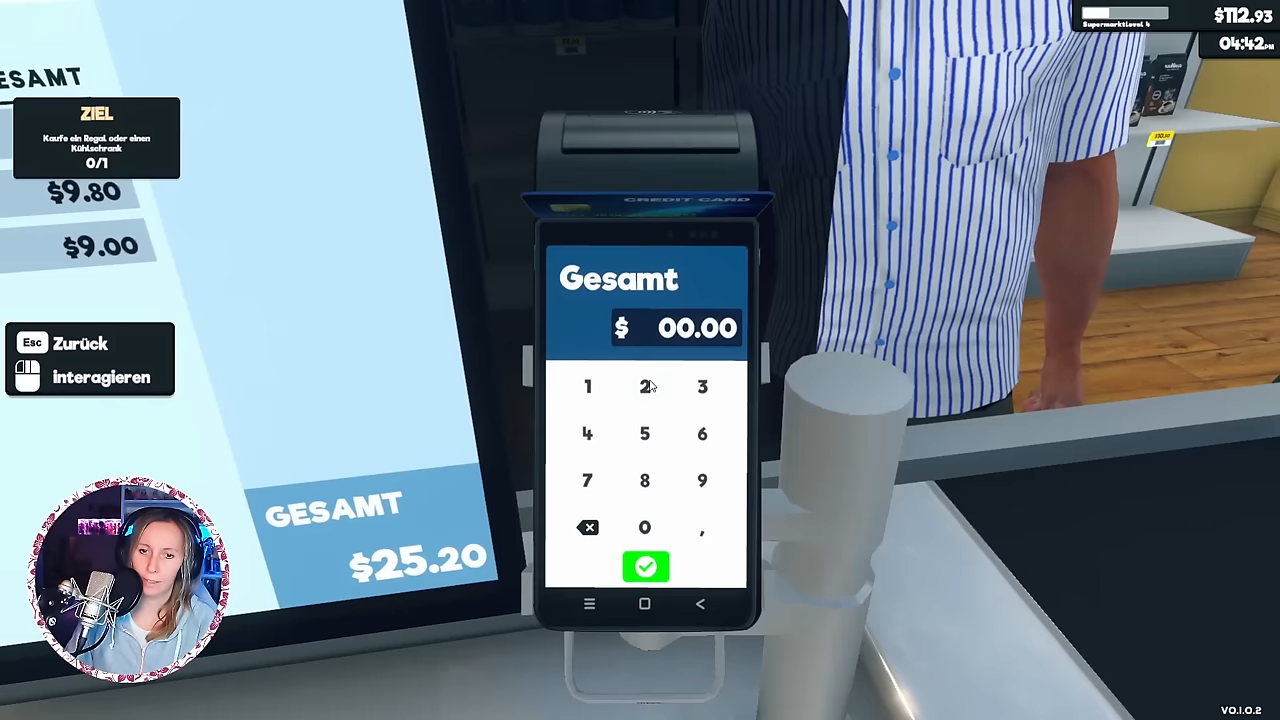 $112.93
Supermarktlevel 4
04:42PM
GESAMT
ZIEL
Kaufe ein Regal oder einen
Kühlschrank
0/1
$9.80
$9.00
Esc Zurück
interagieren
GESAMT
$25.20
CREDIT CARD
Gesamt
$ 00.00
1 2 3
4 5 6
7 8 9
0 ,
$10.50
V0.1.0.2